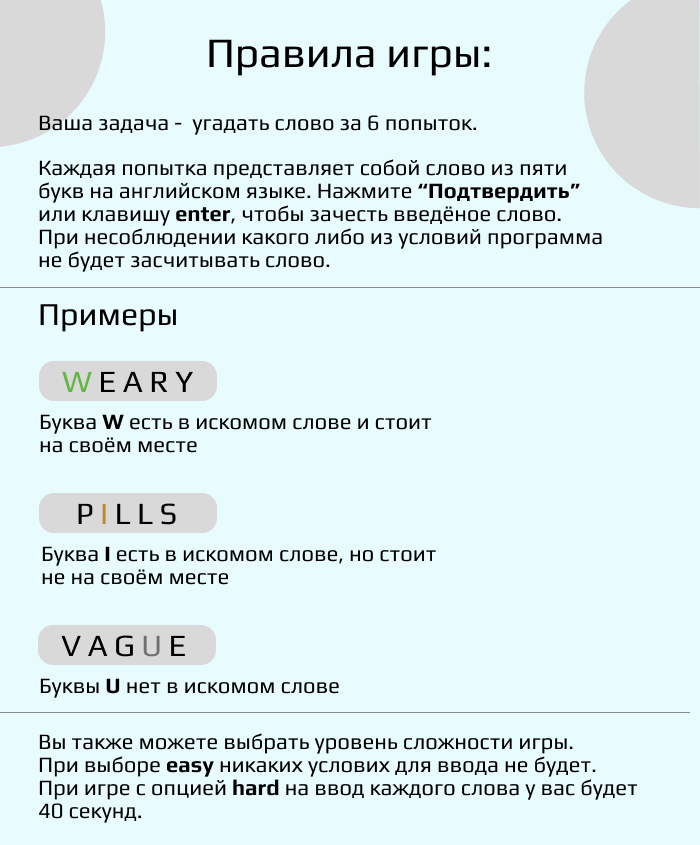 Правила игры:
Ваша задача - угадать слово за 6 попыток.
Каждая попытка представляет собой слово из пяти
букв на английском языке. Нажмите “Подтвердить”
или клавишу enter, чтобы зачесть введёное слово.
При несоблюдении какого либо из условий программа
не будет засчитывать слово.
Примеры
WEARY
Буква W есть в искомом слове и стоит
на своём месте
PILLS
Буква I есть в искомом слове, но стоит
не на своём месте
VAGUE
Буквы U нет в искомом слове
Вы также можете выбрать уровень сложности игры.
При выборе easy никаких услових для ввода не будет.
При игре с опцией hard на ввод каждого слова у вас будет
40 секунд.